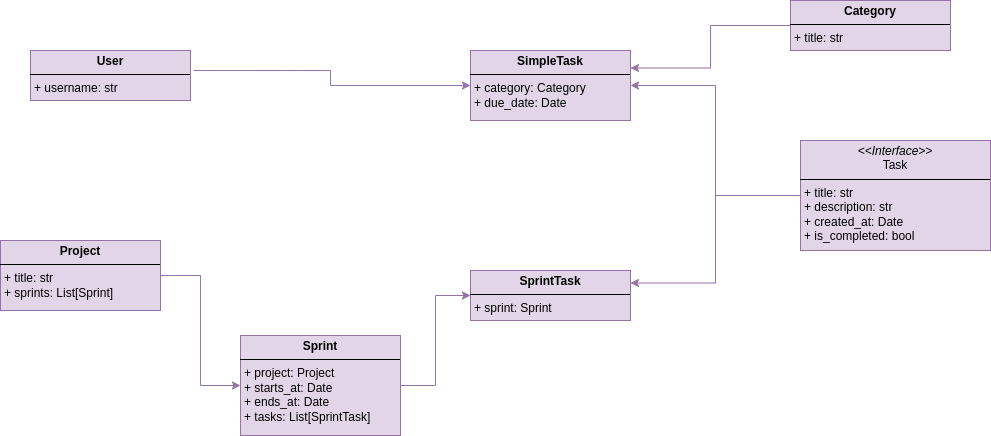 Category
+ title: str
User
+ username: str
SimpleTask
+ category: Category
+ due_date: Date
<<Interface>>
Task
+ title: str
+ description: str
+ created_at: Date
+ is_completed: bool
Project
+ title: str
+ sprints: List[Sprint]
SprintTask
+ sprint: Sprint
Sprint
+ project: Project
+ starts_at: Date
+ ends_at: Date
+ tasks: List[SprintTask]